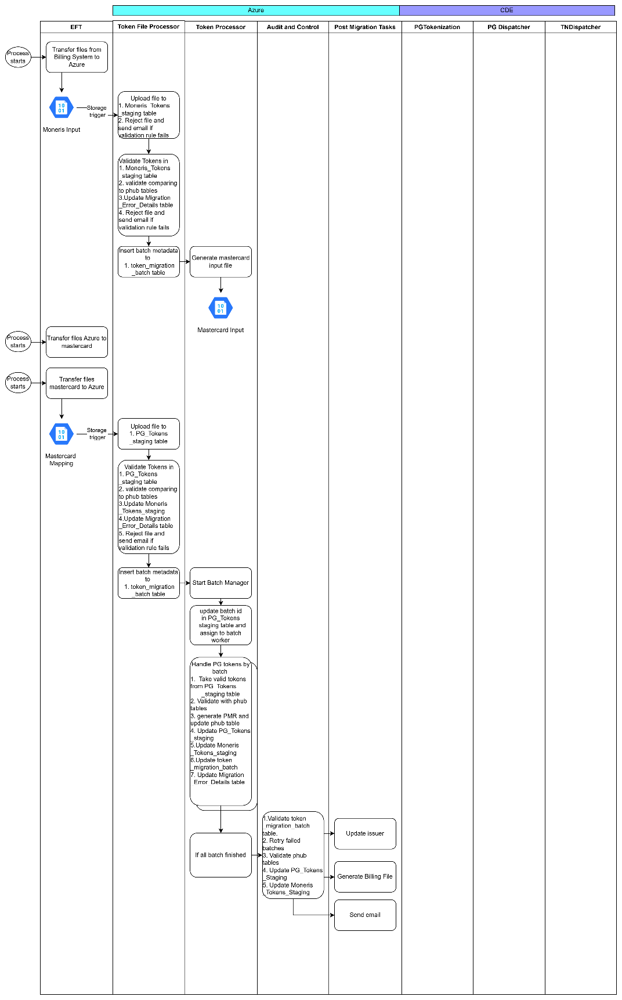 Azure
CDE
EFT
Token File Processor
Token Processor
Audit and Control
Post Migration Tasks
PGTokenization
PG Dispatcher
TNDispatcher
Process
starts
Transfer files from
Billing System to
Azure
Moneris Input
Storage
trigger
Upload file to
1. Moneris_Tokens
_staging table
2. Reject file and
send email if
validation rule fails
Validate Tokens in
1. Moneris_Tokens
_staging table
2. validate comparing
to phub tables
3.Update Migration
_Error_Details table
4. Reject file and
send email if
validation rule fails
Insert batch metadata
to
1. token_migration
_batch table
Generate mastercard
input file
Mastercard Input
Process
starts
Transfer files Azure to
mastercard
Process
starts
Transfer files
mastercard to Azure
Mastercard
Mapping
Storage
trigger
Upload file to
1. PG_Tokens
_staging table
Validate Tokens in
1. PG_Tokens
_staging table
2. validate comparing
to phub tables
3.Update Moneris
_Tokens_staging
4.Update Migration
_Error_Details table
5. Reject file and
send email if
validation rule fails
Insert batch metadata
to
1. token_migration
_batch table
Start Batch Manager
update batch id
in PG_Tokens
_staging table and
assign to batch
worker
Handle PG tokens by
batch
1. Take valid tokens
from PG_Tokens
_staging table
2. Validate with phub
tables
3. generate PMR and
update phub table
4. Update PG_Tokens
_staging
5.Update Moneris
_Tokens_staging
6.Update token
_migration_batch
7. Update Migration
_Error_Details table
If all batch finished
1.Validate token
_migration_batch
table.
2. Retry failed
batches
3. Validate phub
tables
4. Update PG_Tokens
_Staging
5. Update Moneris
_Tokens_Staging
Update issuer
Generate Billing File
Send email